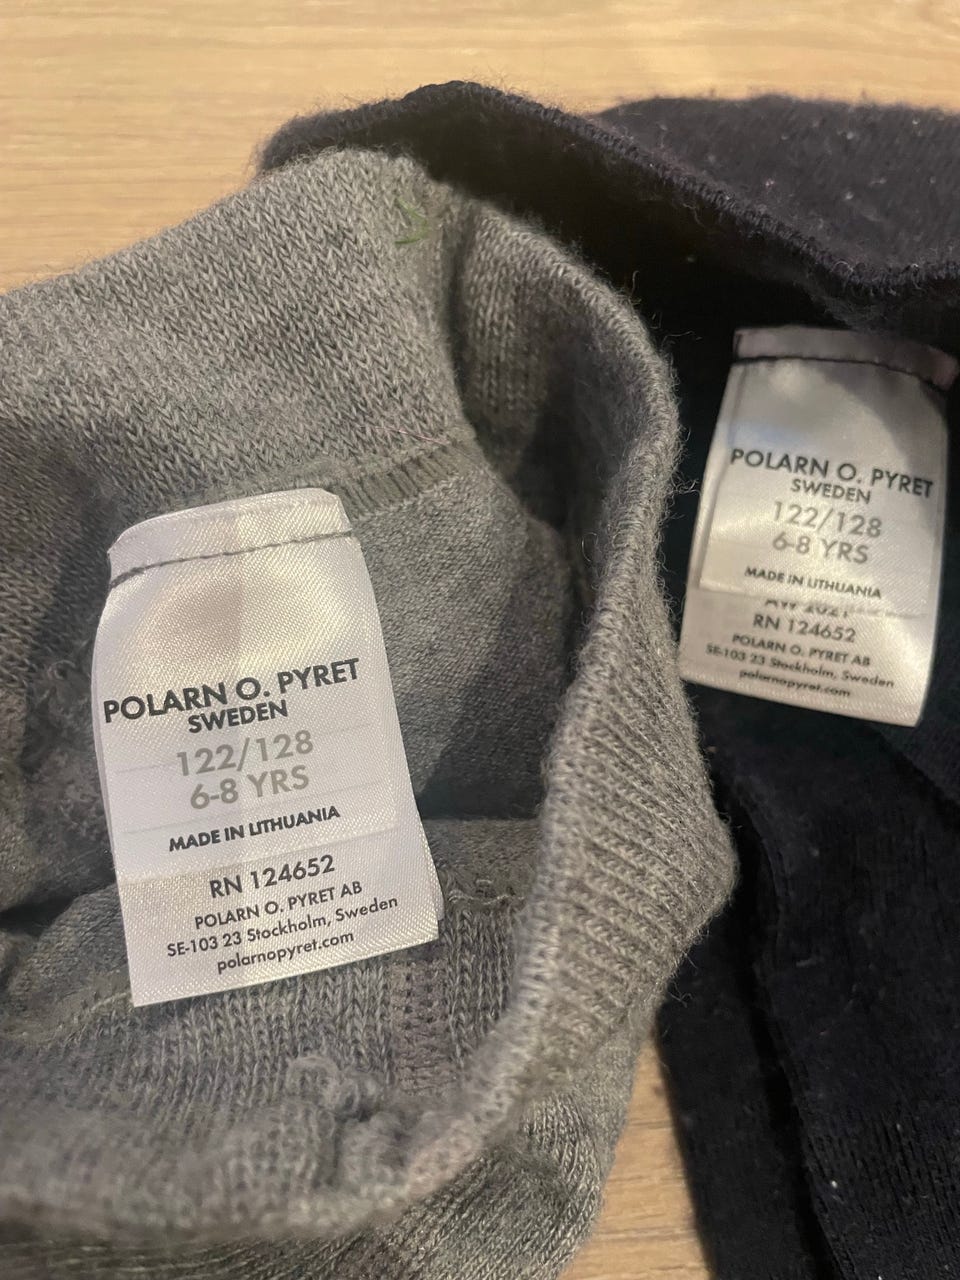 POLARN O. PYRET
SWEDEN
122/128
6-8 YRS
MADE IN LITHUANIA
RN 124652
POLARN O. PYRET AB
SE-103 23 Stockholm, Sweden
polarnopyret.com
POLARN O. PYRET
SWEDEN
122/128
6-8 YRS
MADE IN LITHUANIA
RN 124652
POLARN O. PYRET AB
SE-103 23 Stockholm, Sweden
polarnopyret.com